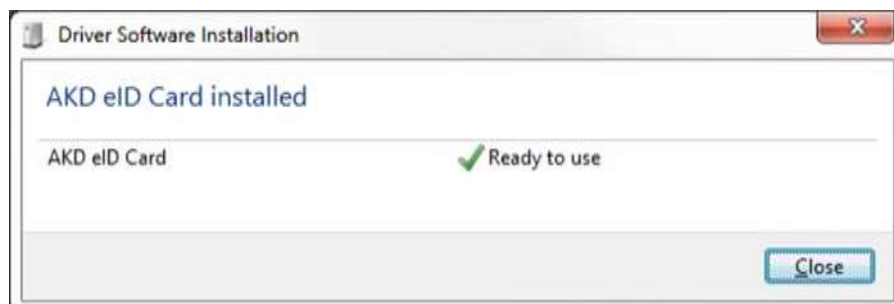 Driver Software Installation
AKD eID Card installed
AKD eID Card
Ready to use
Close